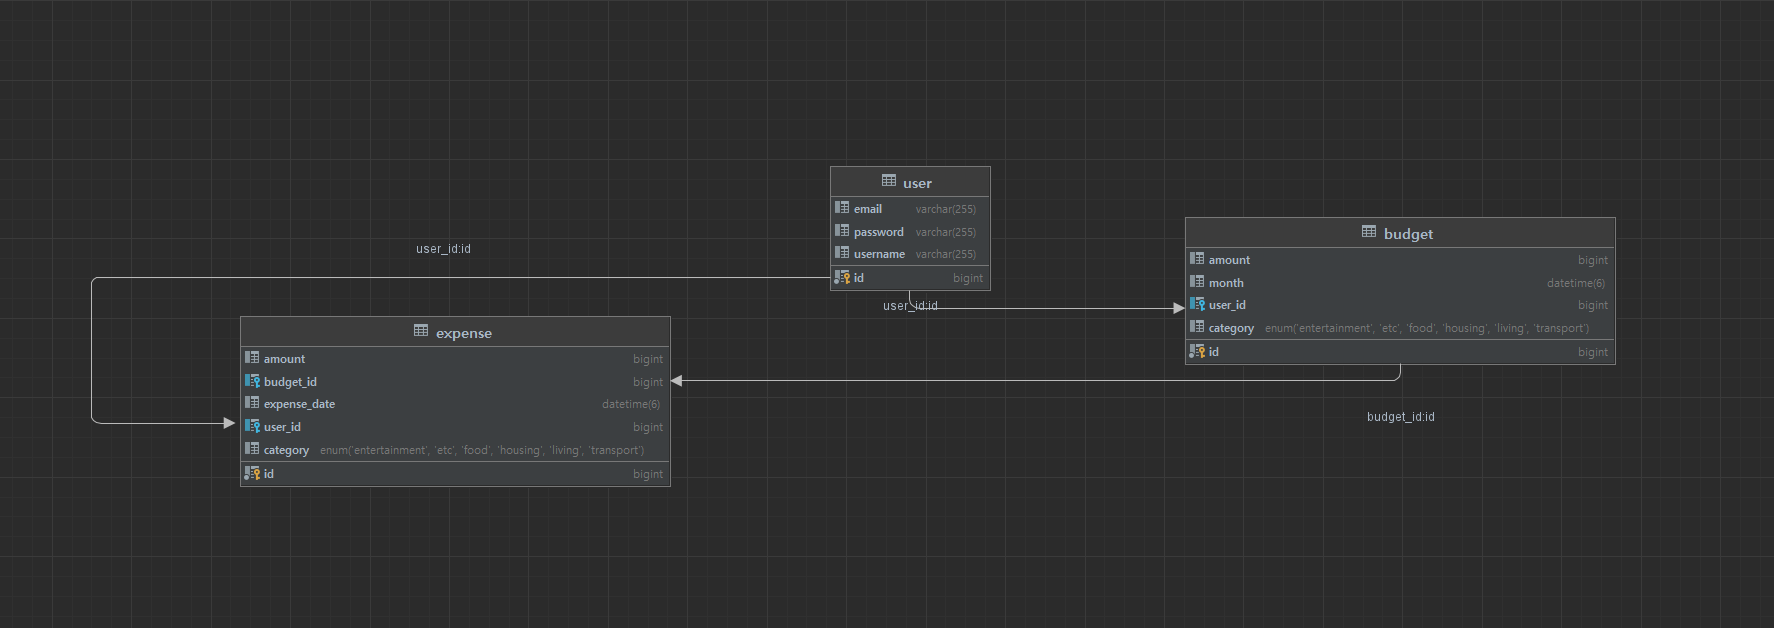 user
email varchar(255)
password varchar(255)
username varchar(255)
id bigint
user_id:id
user_id:id
budget
amount bigint
month datetime(6)
user_id bigint
category enum('entertainment', 'etc', 'food', 'housing', 'living', 'transport')
id bigint
expense
amount bigint
budget_id bigint
expense_date datetime(6)
user_id bigint
category enum('entertainment', 'etc', 'food', 'housing', 'living', 'transport')
id bigint
budget_id:id